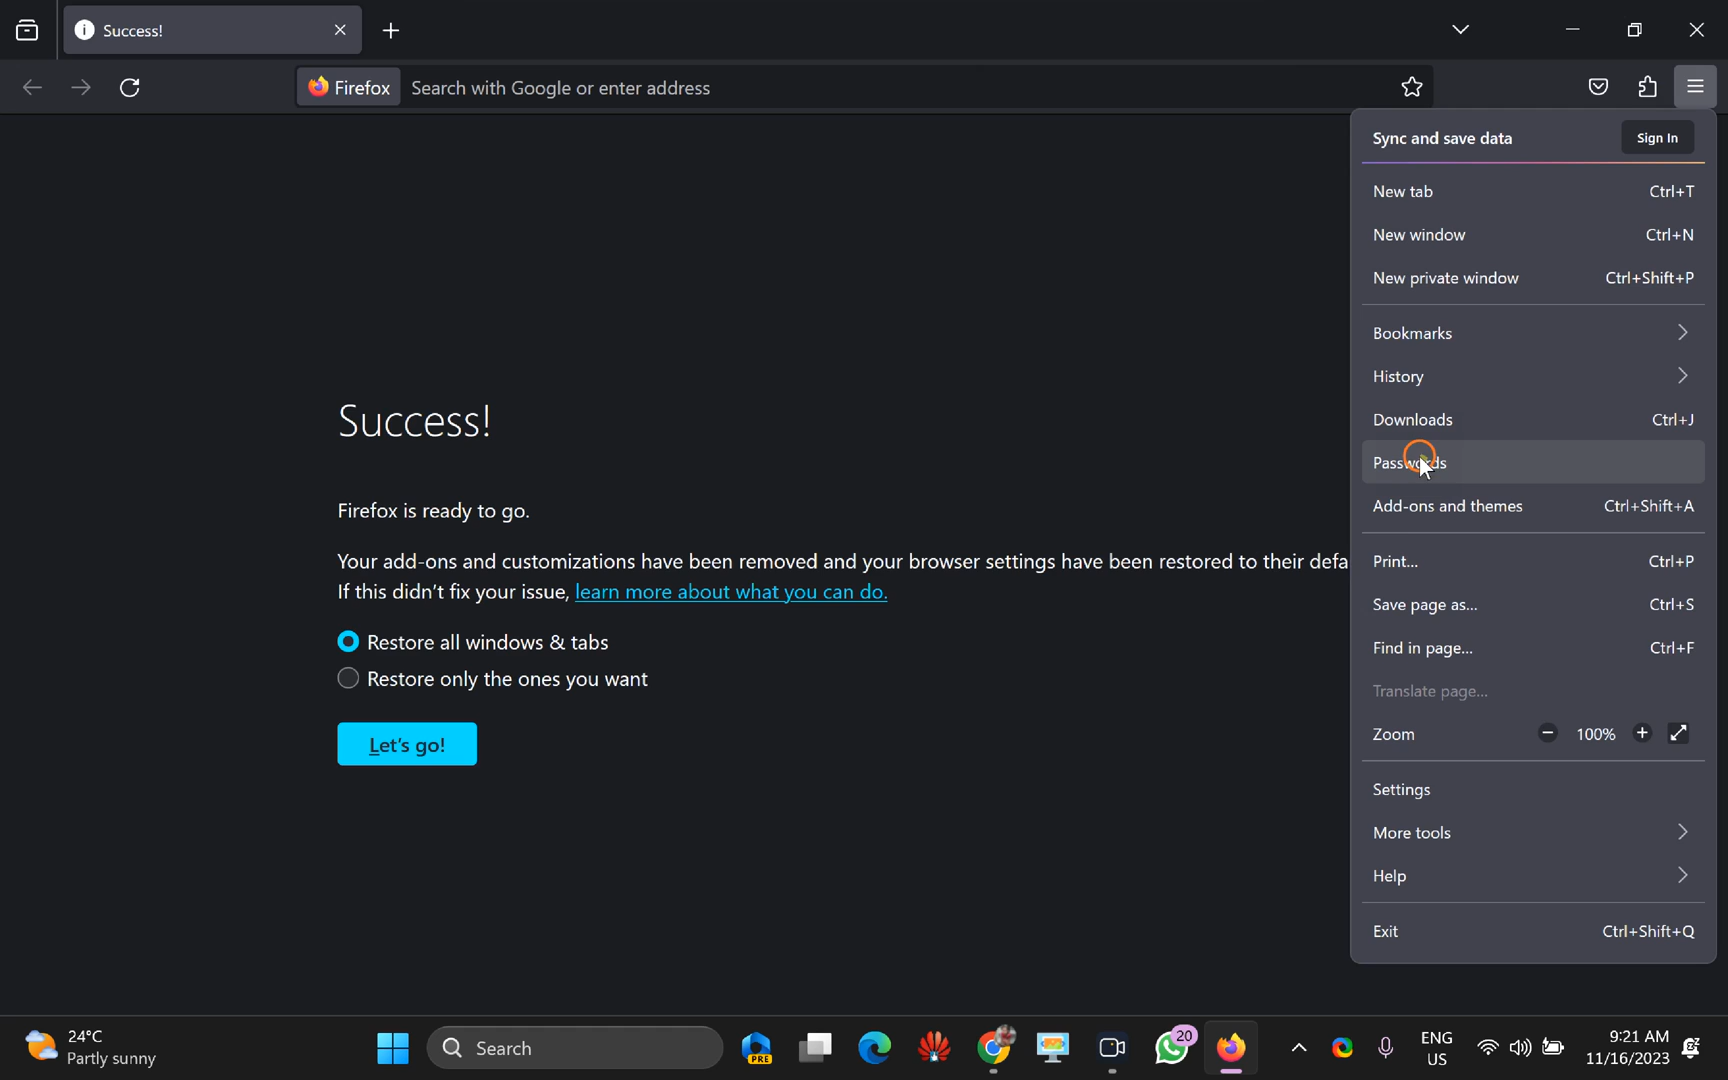 Success!
Firefox
Search with Google or enter address
Sync and save data Sign In
New tab Ctrl+T
New window Ctrl+N
New private window Ctrl+Shift+P
Bookmarks
History
Downloads Ctrl+J
Passwords
Add-ons and themes Ctrl+Shift+A
Print... Ctrl+P
Save page as... Ctrl+S
Find in page... Ctrl+F
Translate page...
Zoom 100%
Settings
More tools
Help
Exit Ctrl+Shift+Q
Success!
Firefox is ready to go.
Your add-ons and customizations have been removed and your browser settings have been restored to their defa
If this didn't fix your issue, learn more about what you can do.
Restore all windows & tabs
Restore only the ones you want
Let's go!
24°C
Partly sunny
Search
PRE
20
ENG
US
9:21 AM
11/16/2023